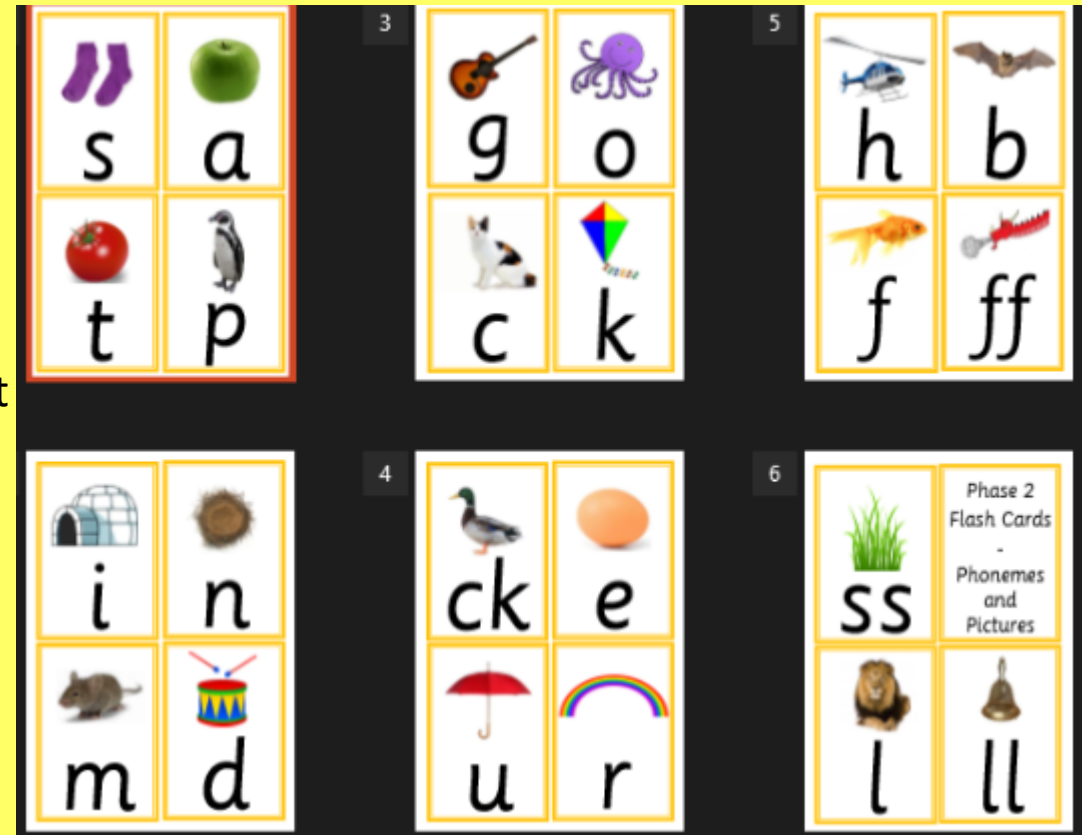 s a
t p
3
g o
c k
5
h b
f ff
t
i n
m d
4
ck e
u r
6
ss
Phase 2
Flash Cards
-
Phonemes
and
Pictures
l ll